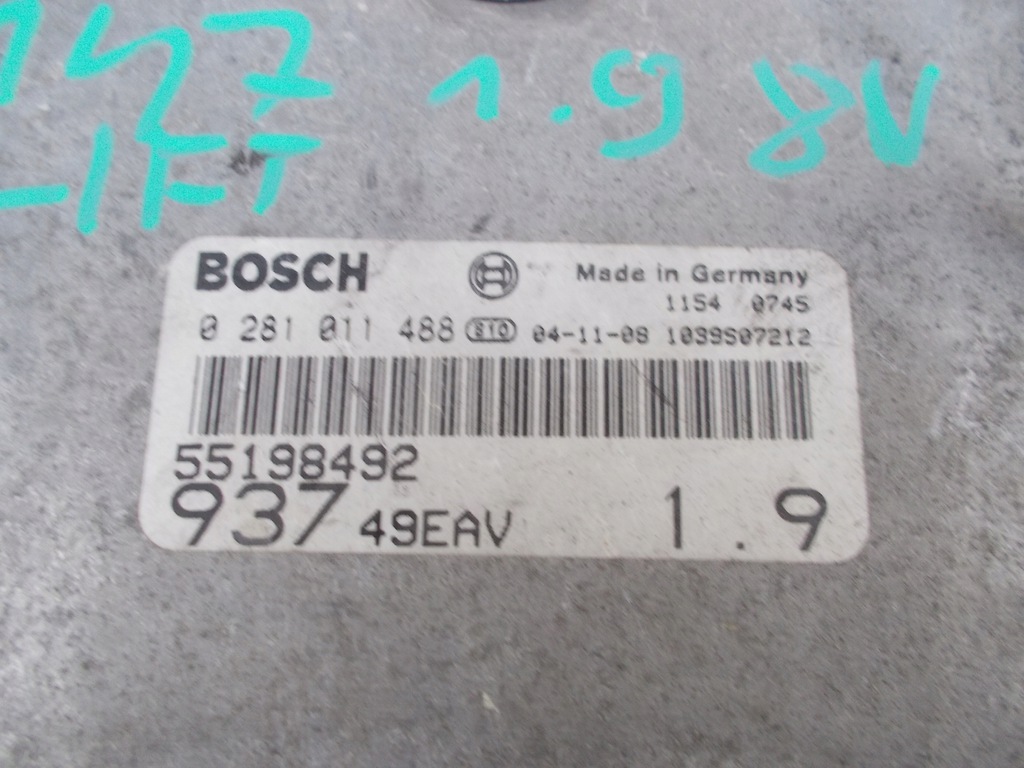 147 1.9 8V
LIFT
BOSCH Made in Germany
1154 0745
0 281 011 488 S10 04-11-08 1039S07212
55198492
937 49EAV 1.9